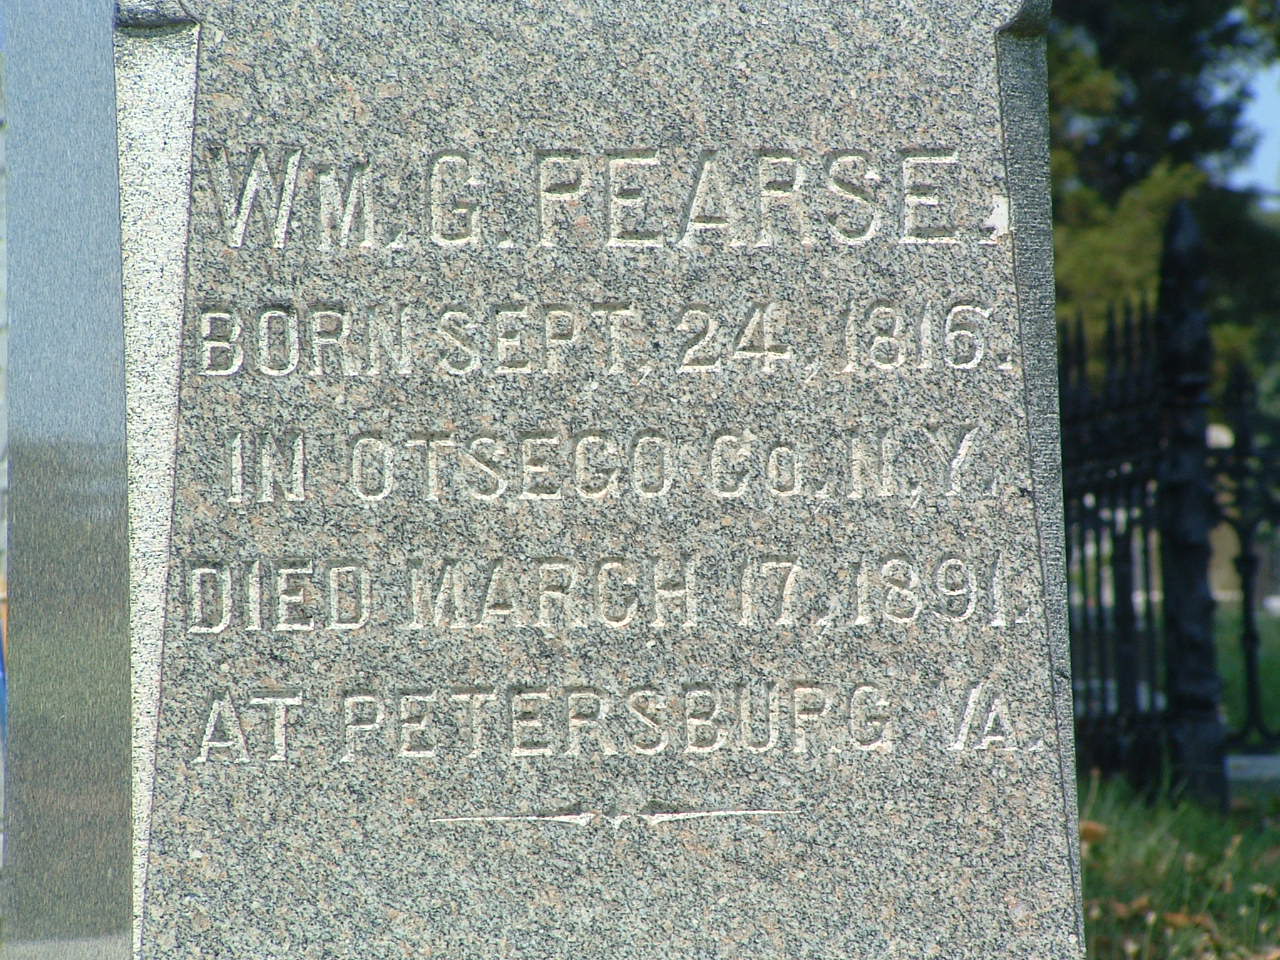 WM. G. PEARSE.
BORN SEPT, 24, 1816.
IN OTSEGO CO. N,Y.
DIED MARCH 17, 1891.
AT PETERSBURG VA.